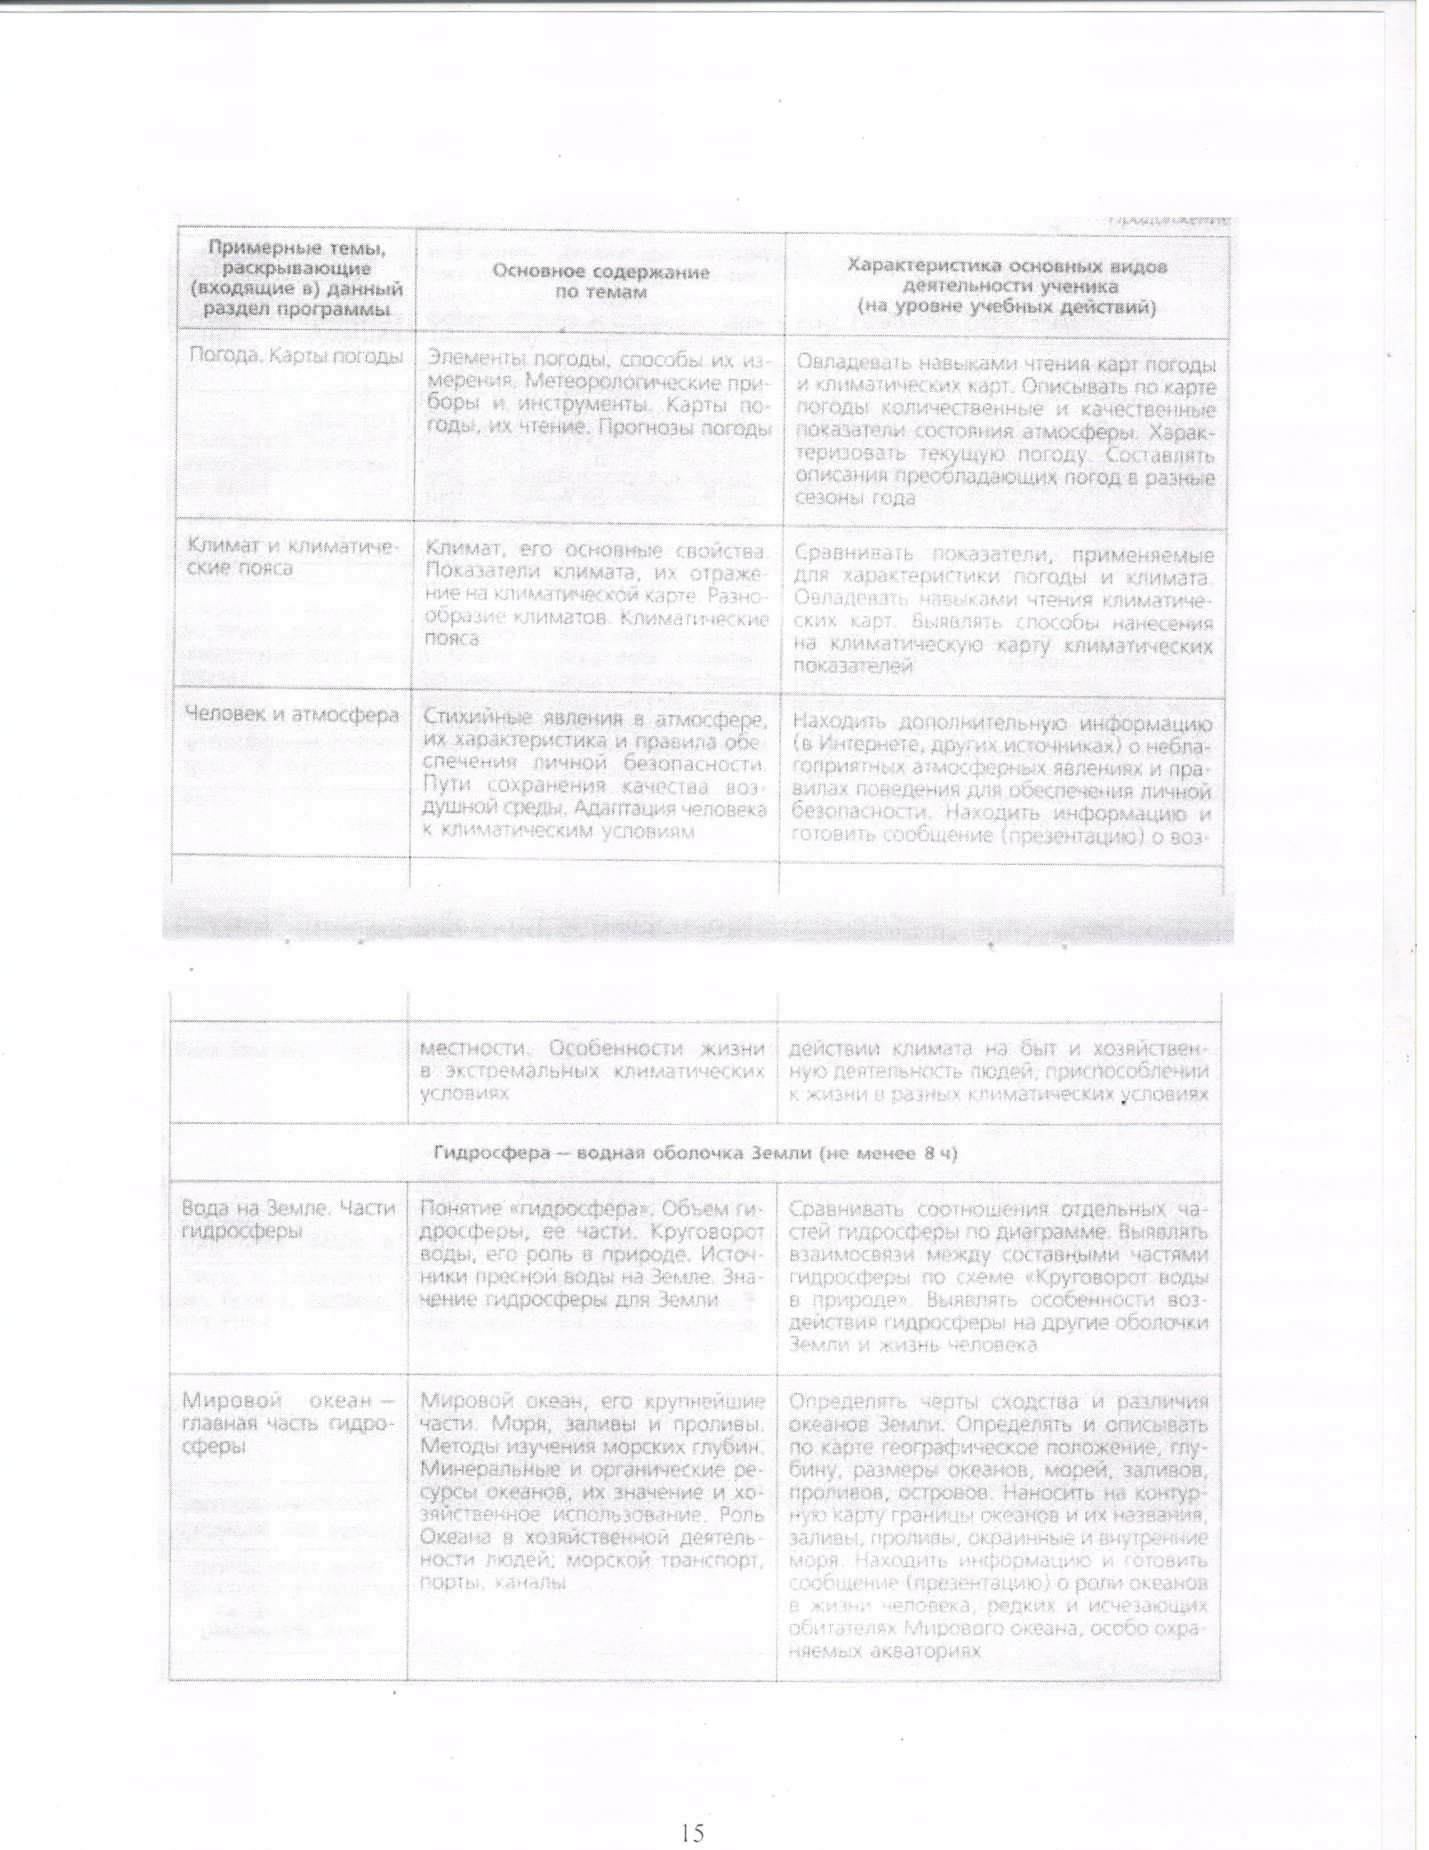 Продолжение
Примерные темы,
раскрывающие
(входящие в) данный
раздел программы
Основное содержание
по темам
Характеристика основных видов
деятельности ученика
(на уровне учебных действий)
Погода. Карты погоды
Элементы погоды, способы их из-
мерения. Метеорологические при-
боры и инструменты. Карты по-
годы, их чтение. Прогнозы погоды
Овладевать навыками чтения карт погоды
и климатических карт. Описывать по карте
погоды количественные и качественные
показатели состояния атмосферы. Харак-
теризовать текущую погоду. Составлять
описания преобладающих погод в разные
сезоны года
Климат и климатиче-
ские пояса
Климат, его основные свойства.
Показатели климата, их отраже-
ние на климатической карте. Разно-
образие климатов. Климатические
пояса
Сравнивать показатели, применяемые
для характеристики погоды и климата.
Овладевать навыками чтения климатиче-
ских карт. Выявлять способы нанесения
на климатическую карту климатических
показателей
Человек и атмосфера
Стихийные явления в атмосфере,
их характеристика и правила обе-
спечения личной безопасности.
Пути сохранения качества воз-
душной среды. Адаптация человека
к климатическим условиям
Находить дополнительную информацию
(в Интернете, других источниках) о небла-
гоприятных атмосферных явлениях и пра-
вилах поведения для обеспечения личной
безопасности. Находить информацию и
готовить сообщение (презентацию) о воз-
местности. Особенности жизни
в экстремальных климатических
условиях
действии климата на быт и хозяйствен-
ную деятельность людей, приспособлении
к жизни в разных климатических условиях
Гидросфера — водная оболочка Земли (не менее 8 ч)
Вода на Земле. Части
гидросферы
Понятие «гидросфера». Объем ги-
дросферы, ее части. Круговорот
воды, его роль в природе. Источ-
ники пресной воды на Земле. Зна-
чение гидросферы для Земли
Сравнивать соотношения отдельных ча-
стей гидросферы по диаграмме. Выявлять
взаимосвязи между составными частями
гидросферы по схеме «Круговорот воды
в природе». Выявлять особенности воз-
действия гидросферы на другие оболочки
Земли и жизнь человека
Мировой океан —
главная часть гидро-
сферы
Мировой океан, его крупнейшие
части. Моря, заливы и проливы.
Методы изучения морских глубин.
Минеральные и органические ре-
сурсы океанов, их значение и хо-
зяйственное использование. Роль
Океана в хозяйственной деятель-
ности людей: морской транспорт,
порты, каналы
Определять черты сходства и различия
океанов Земли. Определять и описывать
по карте географическое положение, глу-
бину, размеры океанов, морей, заливов,
проливов, островов. Наносить на контур-
ную карту границы океанов и их названия,
заливы, проливы, окраинные и внутренние
моря. Находить информацию и готовить
сообщение (презентацию) о роли океанов
в жизни человека, редких и исчезающих
обитателях Мирового океана, особо охра-
няемых акваториях
15